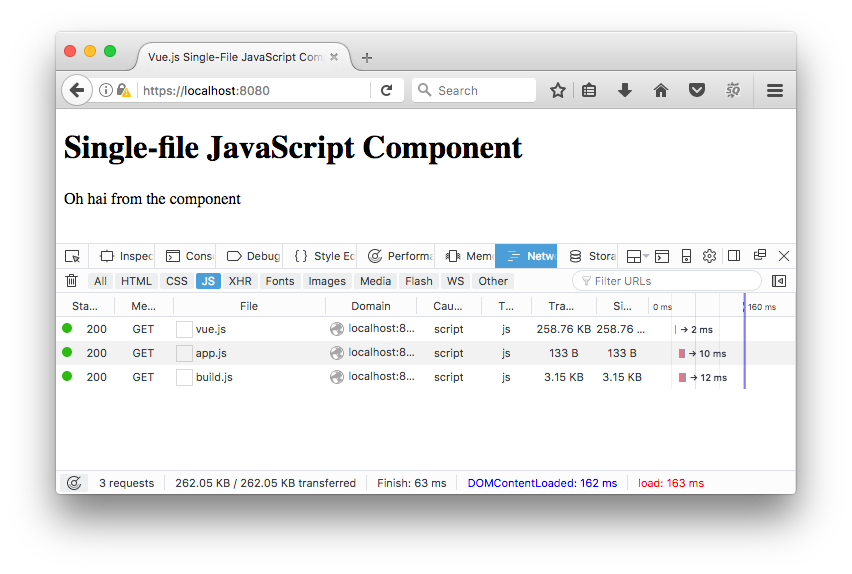 Vue.js Single-File JavaScript Com
https://localhost:8080
Search
Single-file JavaScript Component
Oh hai from the component
Inspec Cons Debug { } Style Ec Performa Mem Netw Stora
All HTML CSS JS XHR Fonts Images Media Flash WS Other Filter URLs
Sta... Me... File Domain Cau... T... Tra... Si... 0 ms 160 ms
200 GET vue.js localhost:8... script js 258.76 KB 258.76 ... → 2 ms
200 GET app.js localhost:8... script js 133 B 133 B → 10 ms
200 GET build.js localhost:8... script js 3.15 KB 3.15 KB → 12 ms
3 requests 262.05 KB / 262.05 KB transferred Finish: 63 ms DOMContentLoaded: 162 ms load: 163 ms